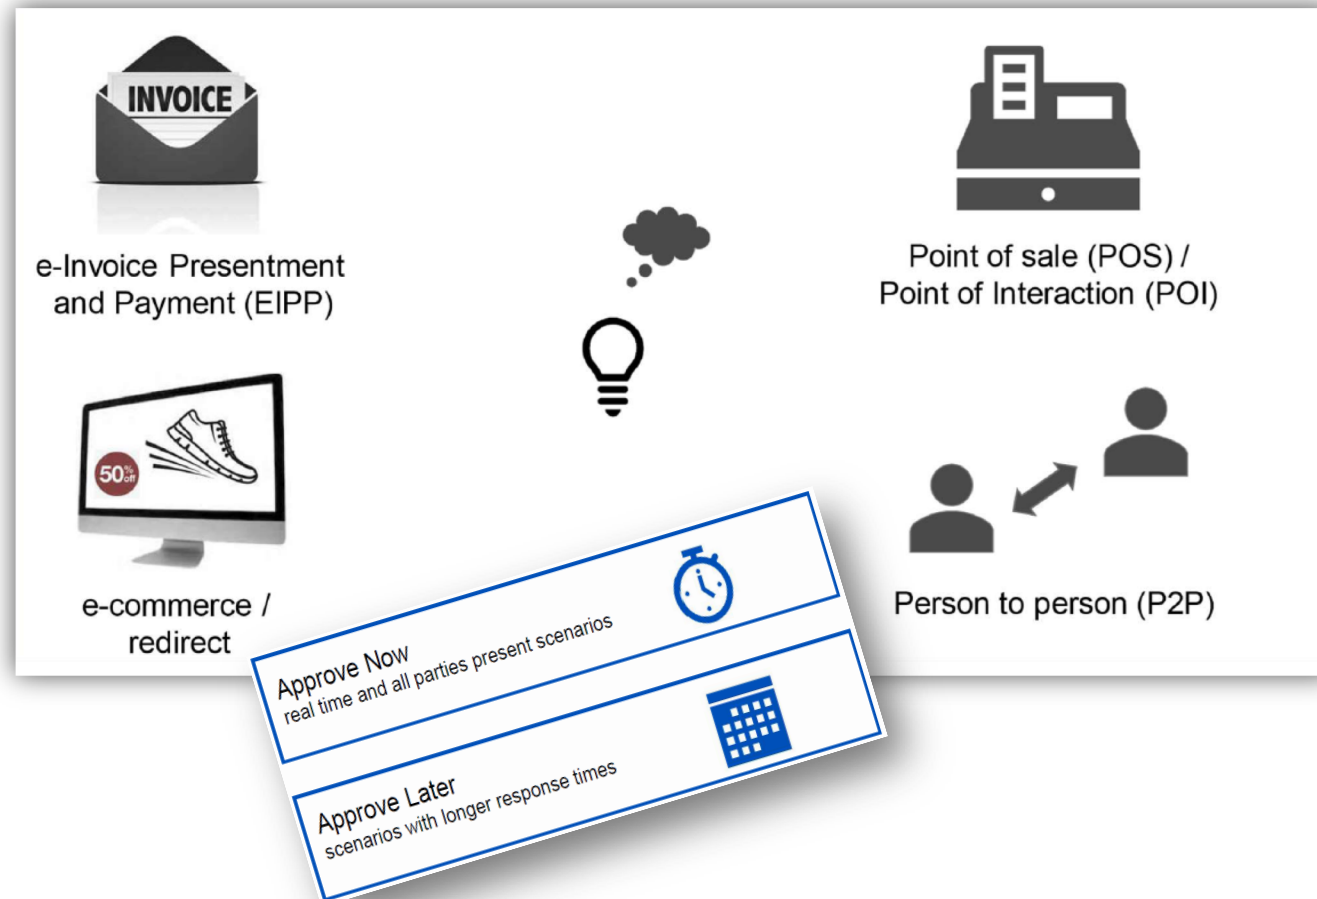 INVOICE
e-Invoice Presentment
and Payment (EIPP)
Point of sale (POS) /
Point of Interaction (POI)
50% off
e-commerce /
redirect
Person to person (P2P)
Approve Now
real time and all parties present scenarios
Approve Later
scenarios with longer response times